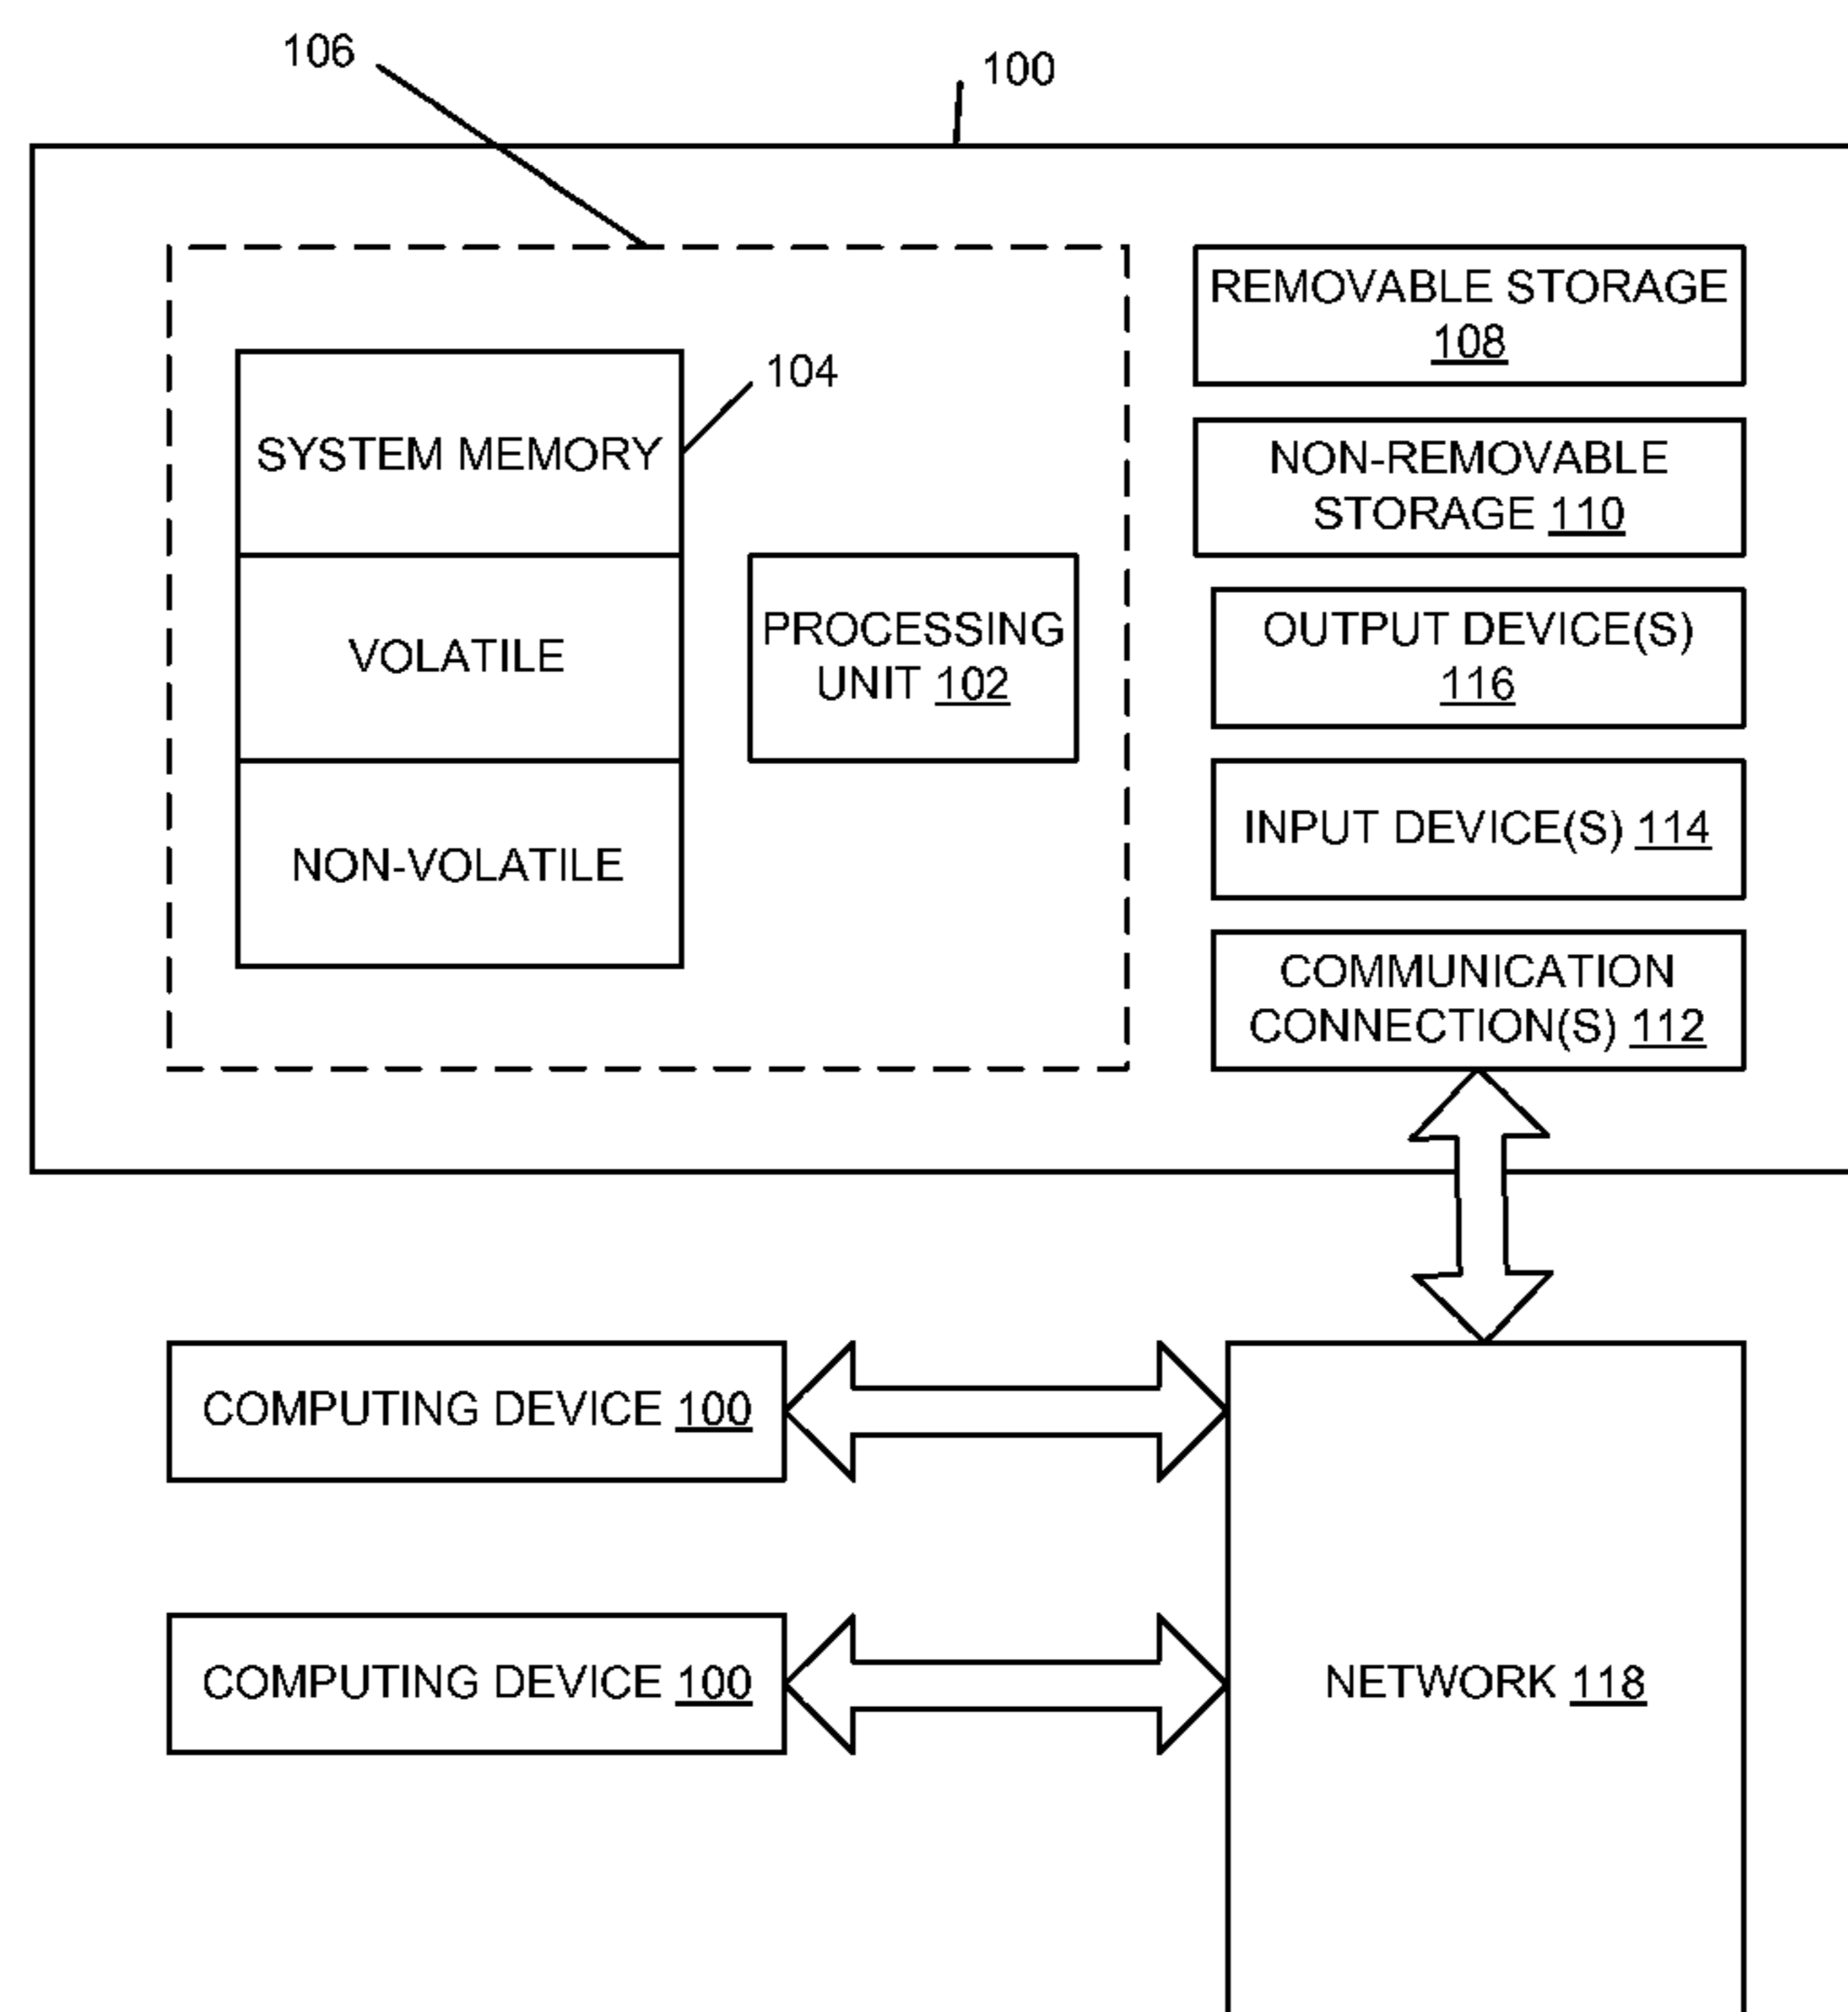 106
100
REMOVABLE STORAGE
108
104
SYSTEM MEMORY
NON-REMOVABLE
STORAGE 110
VOLATILE
PROCESSING
UNIT 102
OUTPUT DEVICE(S)
116
INPUT DEVICE(S) 114
NON-VOLATILE
COMMUNICATION
CONNECTION(S) 112
COMPUTING DEVICE 100
COMPUTING DEVICE 100
NETWORK 118